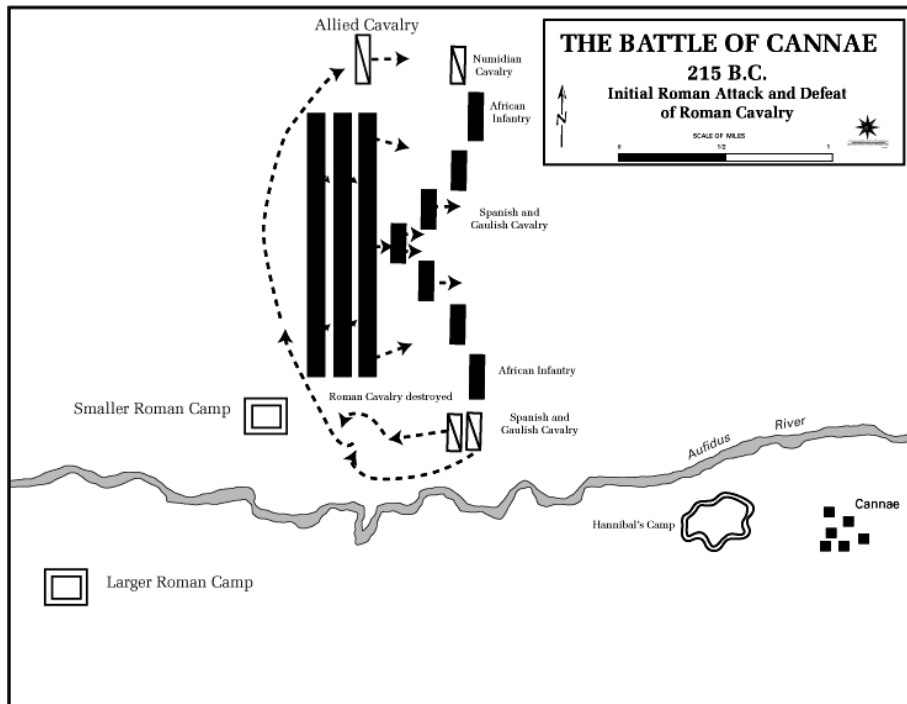 Allied Cavalry
THE BATTLE OF CANNAE
215 B.C.
Initial Roman Attack and Defeat
of Roman Cavalry
N
SCALE OF MILES
0 1/2 1
Numidian
Cavalry
African
Infantry
Spanish and
Gaulish Cavalry
African Infantry
Roman Cavalry destroyed
Smaller Roman Camp
Spanish and
Gaulish Cavalry
Aufidus River
Hannibal's Camp
Cannae
Larger Roman Camp